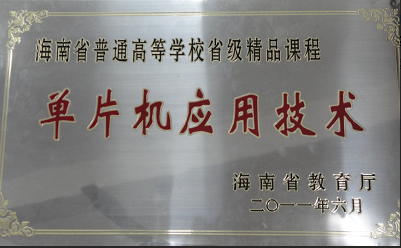 海南省普通高等学校省级精品课程
单片机应用技术
海南省教育厅
二〇一一年六月